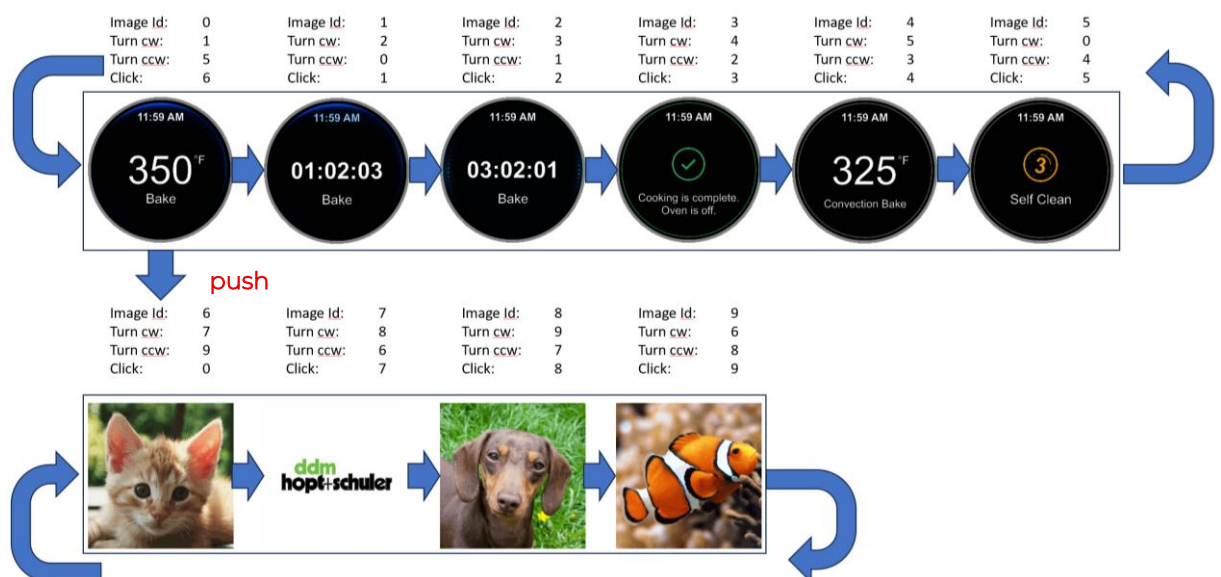 Image Id: 0
Turn cw: 1
Turn ccw: 5
Click: 6
Image Id: 1
Turn cw: 2
Turn ccw: 0
Click: 1
Image Id: 2
Turn cw: 3
Turn ccw: 1
Click: 2
Image Id: 3
Turn cw: 4
Turn ccw: 2
Click: 3
Image Id: 4
Turn cw: 5
Turn ccw: 3
Click: 4
Image Id: 5
Turn cw: 0
Turn ccw: 4
Click: 5
11:59 AM
350°F
Bake
11:59 AM
01:02:03
Bake
11:59 AM
03:02:01
Bake
11:59 AM
Cooking is complete.
Oven is off.
11:59 AM
325°F
Convection Bake
11:59 AM
3
Self Clean
push
Image Id: 6
Turn cw: 7
Turn ccw: 9
Click: 0
Image Id: 7
Turn cw: 8
Turn ccw: 6
Click: 7
Image Id: 8
Turn cw: 9
Turn ccw: 7
Click: 8
Image Id: 9
Turn cw: 6
Turn ccw: 8
Click: 9
ddm
hopt+schuler